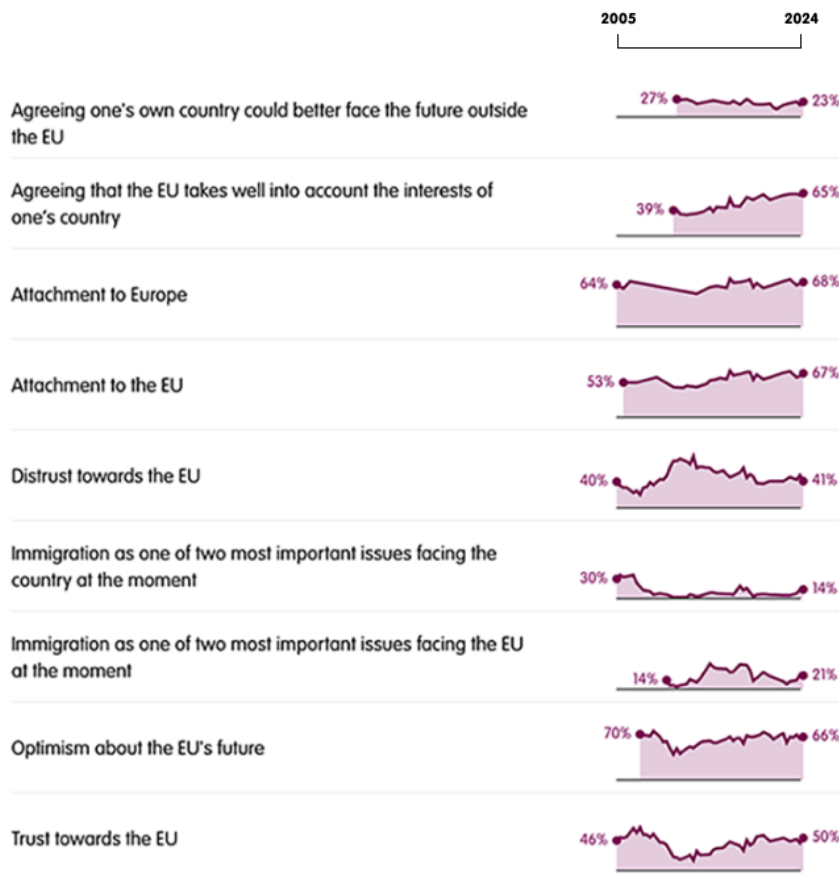 2005 2024
Agreeing one's own country could better face the future outside
the EU
27% 23%
Agreeing that the EU takes well into account the interests of
one's country
39% 65%
Attachment to Europe
64% 68%
Attachment to the EU
53% 67%
Distrust towards the EU
40% 41%
Immigration as one of two most important issues facing the
country at the moment
30% 14%
Immigration as one of two most important issues facing the EU
at the moment
14% 21%
Optimism about the EU's future
70% 66%
Trust towards the EU
46% 50%